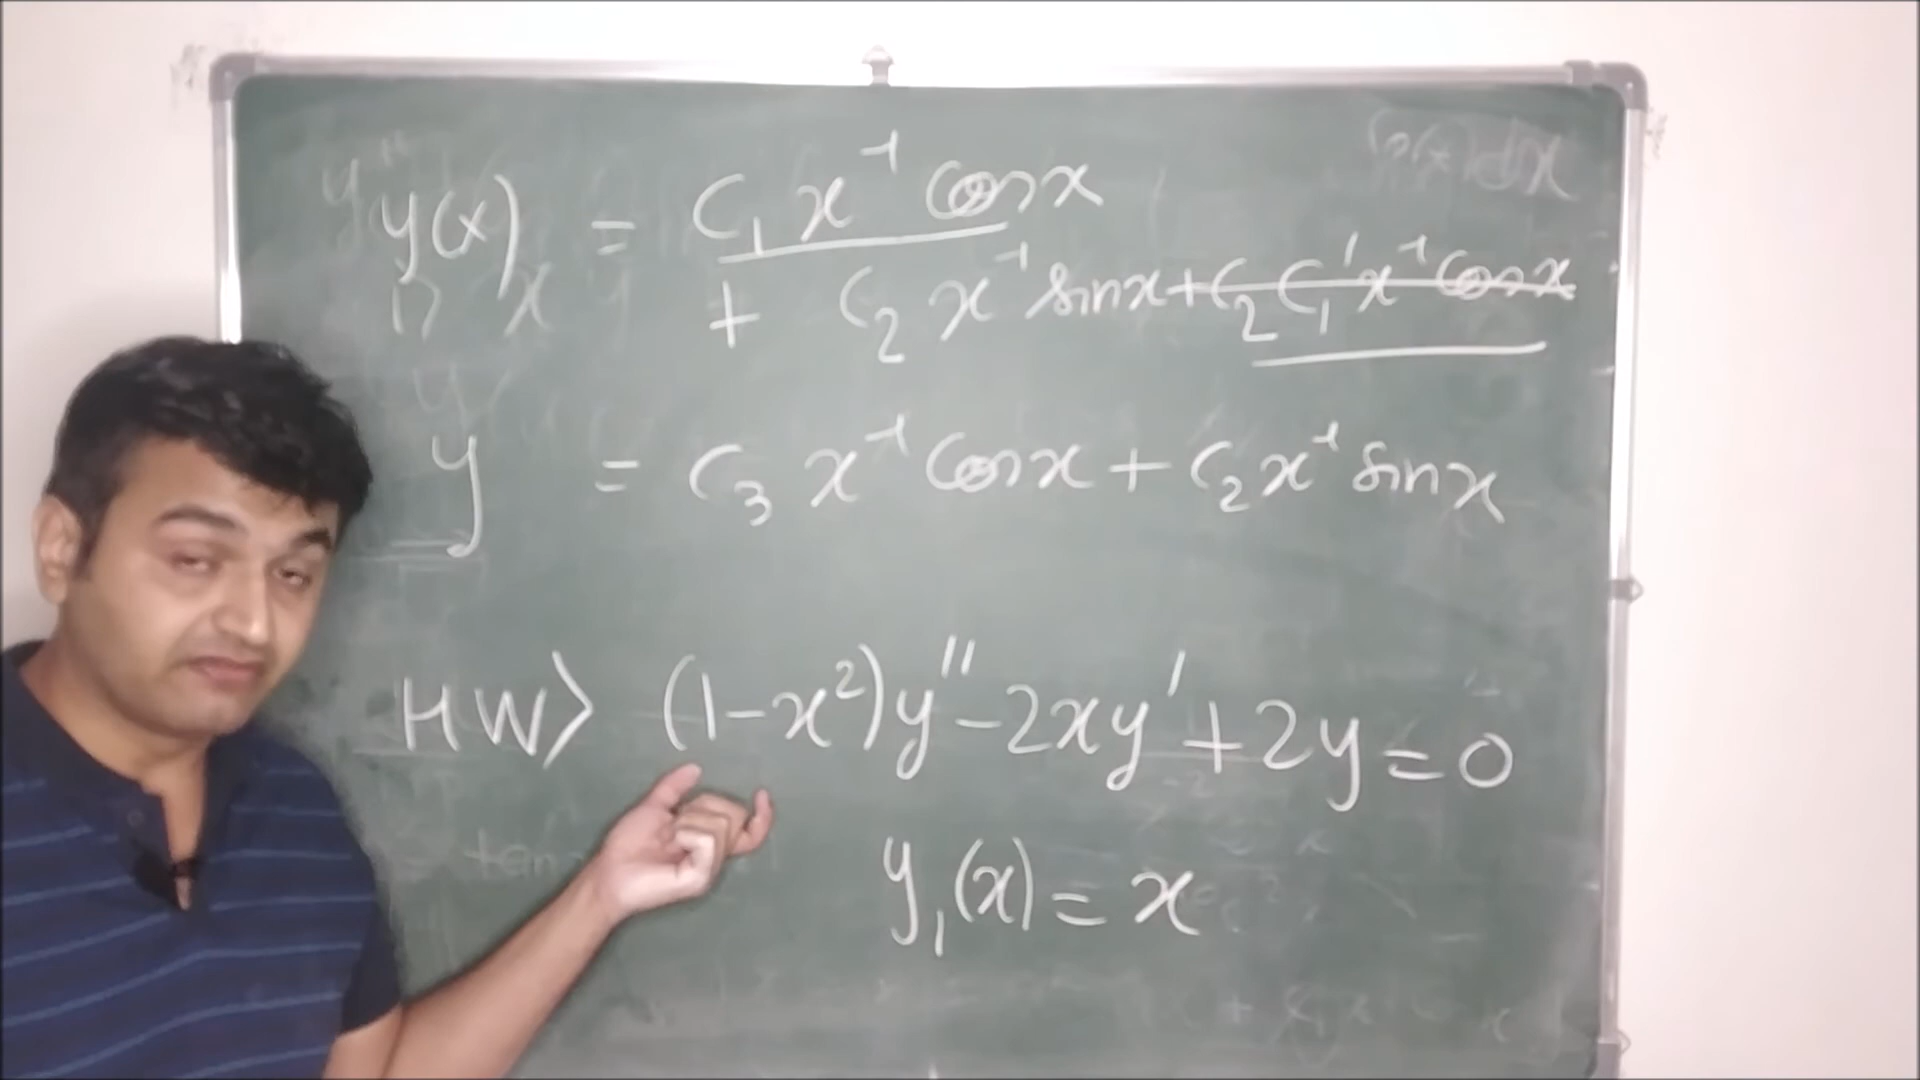 y(x) = C₁ x⁻¹ cos x
+ C₂ x⁻¹ sin x + C₂ C₁' x⁻¹ cos x
y = C₃ x⁻¹ cos x + C₂ x⁻¹ sin x
HW> (1-x²)y'' - 2xy' + 2y = 0
y₁(x) = x